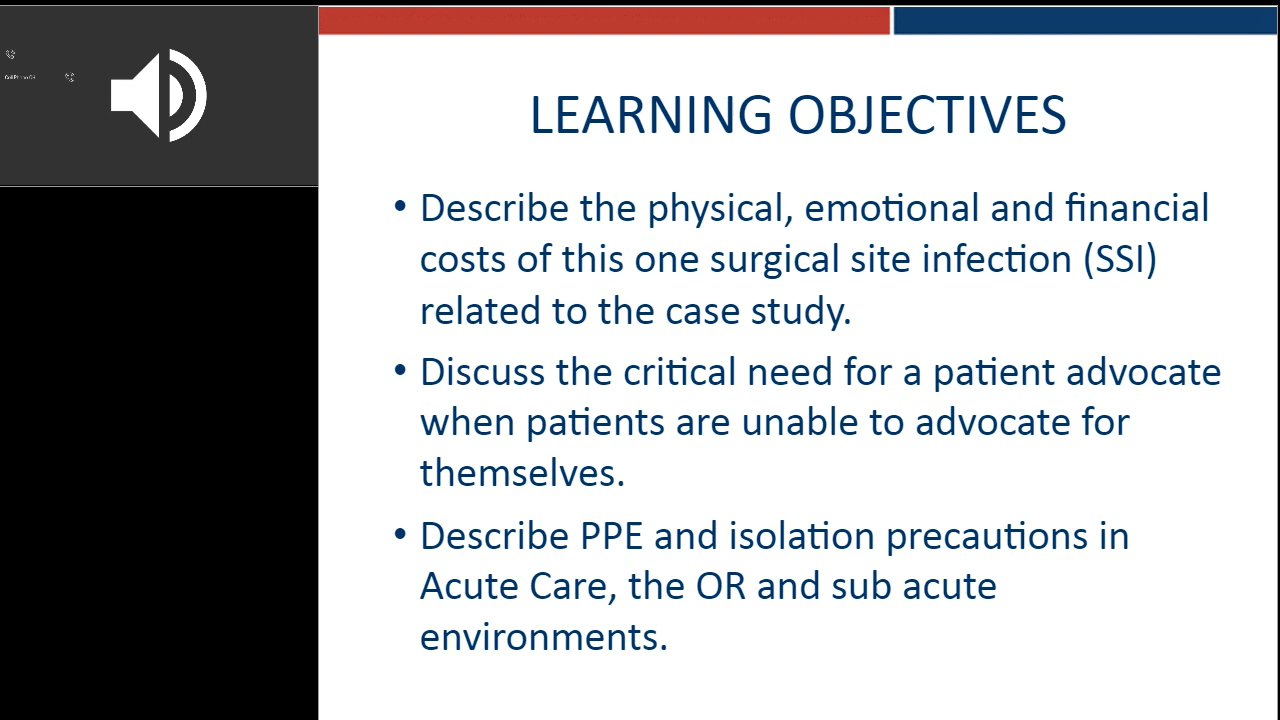 LEARNING OBJECTIVES
• Describe the physical, emotional and financial
costs of this one surgical site infection (SSI)
related to the case study.
• Discuss the critical need for a patient advocate
when patients are unable to advocate for
themselves.
• Describe PPE and isolation precautions in
Acute Care, the OR and sub acute
environments.